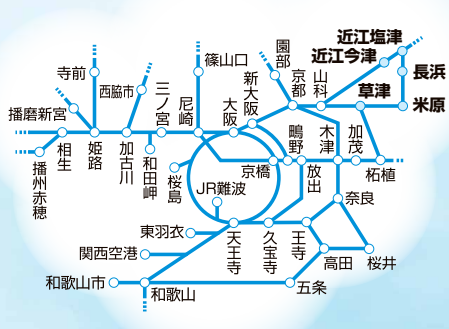 近江塩津
近江今津
長浜
米原
草津
園部
京都
山科
新大阪
篠山口
寺前
西脇市
三ノ宮
尼崎
大阪
播磨新宮
鴫野
木津
加茂
柘植
相生
姫路
加古川
和田岬
桜島
京橋
放出
播州赤穂
JR難波
奈良
東羽衣
天王寺
久宝寺
王寺
関西空港
高田
桜井
和歌山市
和歌山
五条